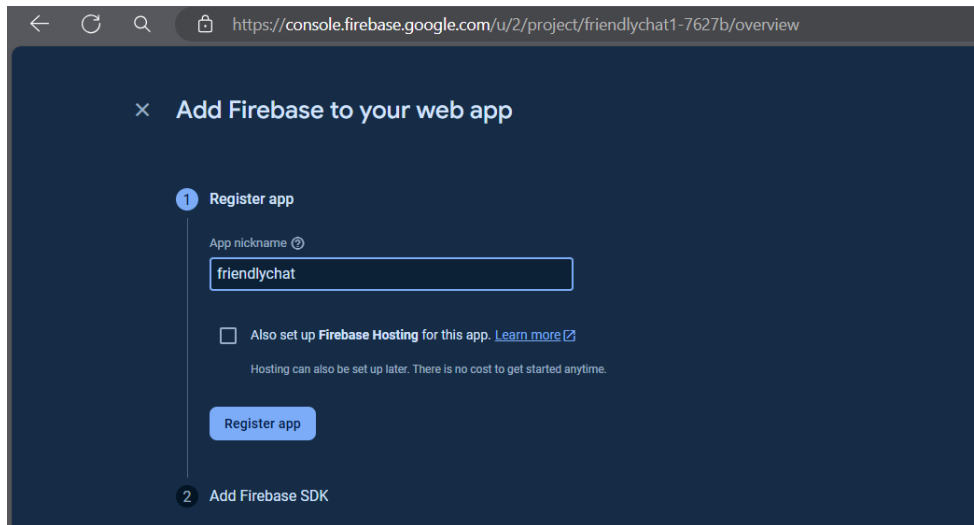 https://console.firebase.google.com/u/2/project/friendlychat1-7627b/overview
Add Firebase to your web app
1 Register app
App nickname
friendlychat
Also set up Firebase Hosting for this app. Learn more
Hosting can also be set up later. There is no cost to get started anytime.
Register app
2 Add Firebase SDK